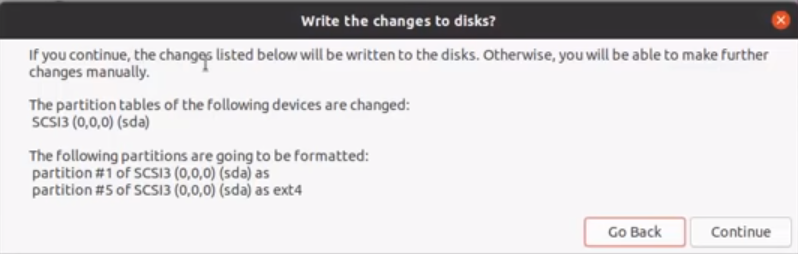 Write the changes to disks?
If you continue, the changes listed below will be written to the disks. Otherwise, you will be able to make further
changes manually.
The partition tables of the following devices are changed:
SCSI3 (0,0,0) (sda)
The following partitions are going to be formatted:
partition #1 of SCSI3 (0,0,0) (sda) as
partition #5 of SCSI3 (0,0,0) (sda) as ext4
Go Back
Continue